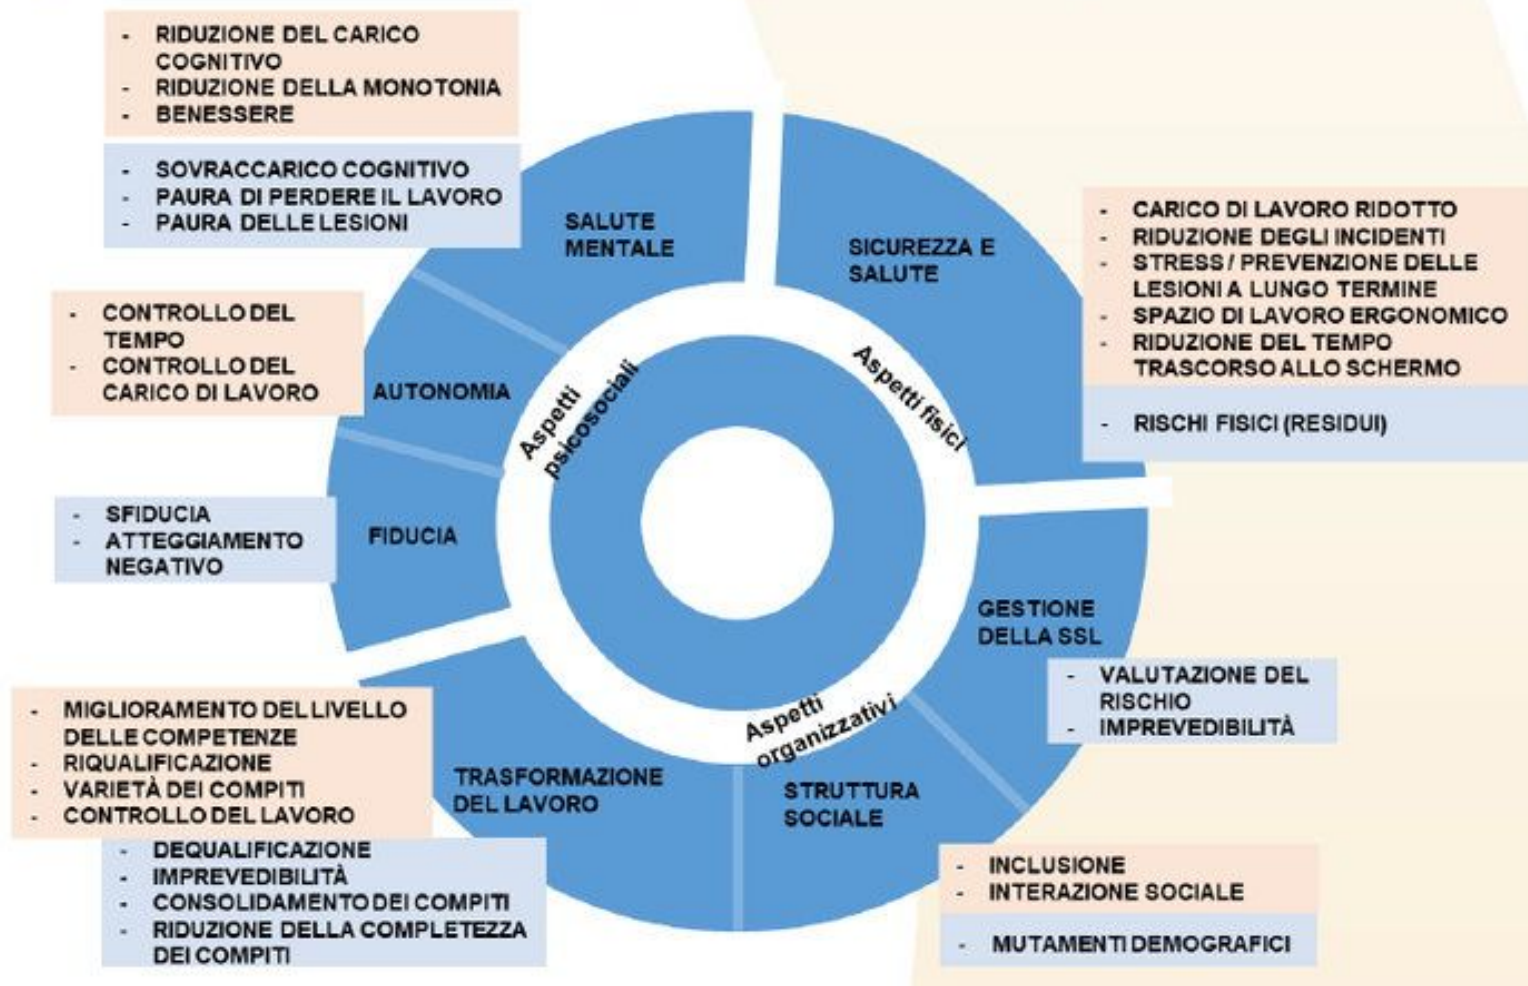 - RIDUZIONE DEL CARICO
COGNITIVO
- RIDUZIONE DELLA MONOTONIA
- BENESSERE
- SOVRACCARICO COGNITIVO
- PAURA DI PERDERE IL LAVORO
- PAURA DELLE LESIONI
SALUTE
MENTALE
SICUREZZA E
SALUTE
- CARICO DI LAVORO RIDOTTO
- RIDUZIONE DEGLI INCIDENTI
- STRESS / PREVENZIONE DELLE
LESIONI A LUNGO TERMINE
- SPAZIO DI LAVORO ERGONOMICO
- RIDUZIONE DEL TEMPO
TRASCORSO ALLO SCHERMO
- RISCHI FISICI (RESIDUI)
- CONTROLLO DEL
TEMPO
- CONTROLLO DEL
CARICO DI LAVORO
AUTONOMIA
Aspetti
psicosociali
Aspetti fisici
- SFIDUCIA
- ATTEGGIAMENTO
NEGATIVO
FIDUCIA
GESTIONE
DELLA SSL
- VALUTAZIONE DEL
RISCHIO
- IMPREVEDIBILITÀ
Aspetti
organizzativi
- MIGLIORAMENTO DEL LIVELLO
DELLE COMPETENZE
- RIQUALIFICAZIONE
- VARIETÀ DEI COMPITI
- CONTROLLO DEL LAVORO
TRASFORMAZIONE
DEL LAVORO
STRUTTURA
SOCIALE
- DEQUALIFICAZIONE
- IMPREVEDIBILITÀ
- CONSOLIDAMENTO DEI COMPITI
- RIDUZIONE DELLA COMPLETEZZA
DEI COMPITI
- INCLUSIONE
- INTERAZIONE SOCIALE
- MUTAMENTI DEMOGRAFICI